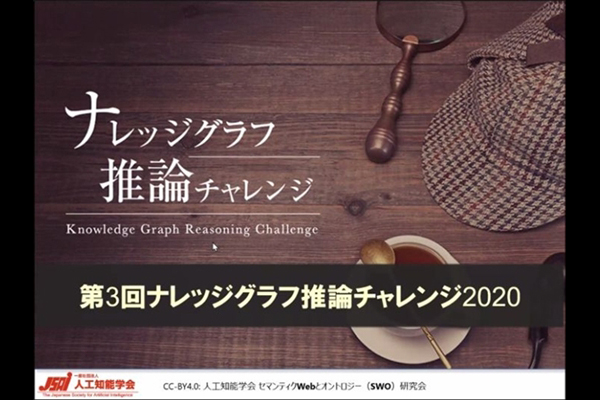 ナレッジグラフ
推論チャレンジ
Knowledge Graph Reasoning Challenge
第3回ナレッジグラフ推論チャレンジ2020
JSAI
一般社団法人
人工知能学会
The Japanese Society for Artificial Intelligence
CC-BY4.0: 人工知能学会 セマンティクWebとオントロジー（SWO）研究会